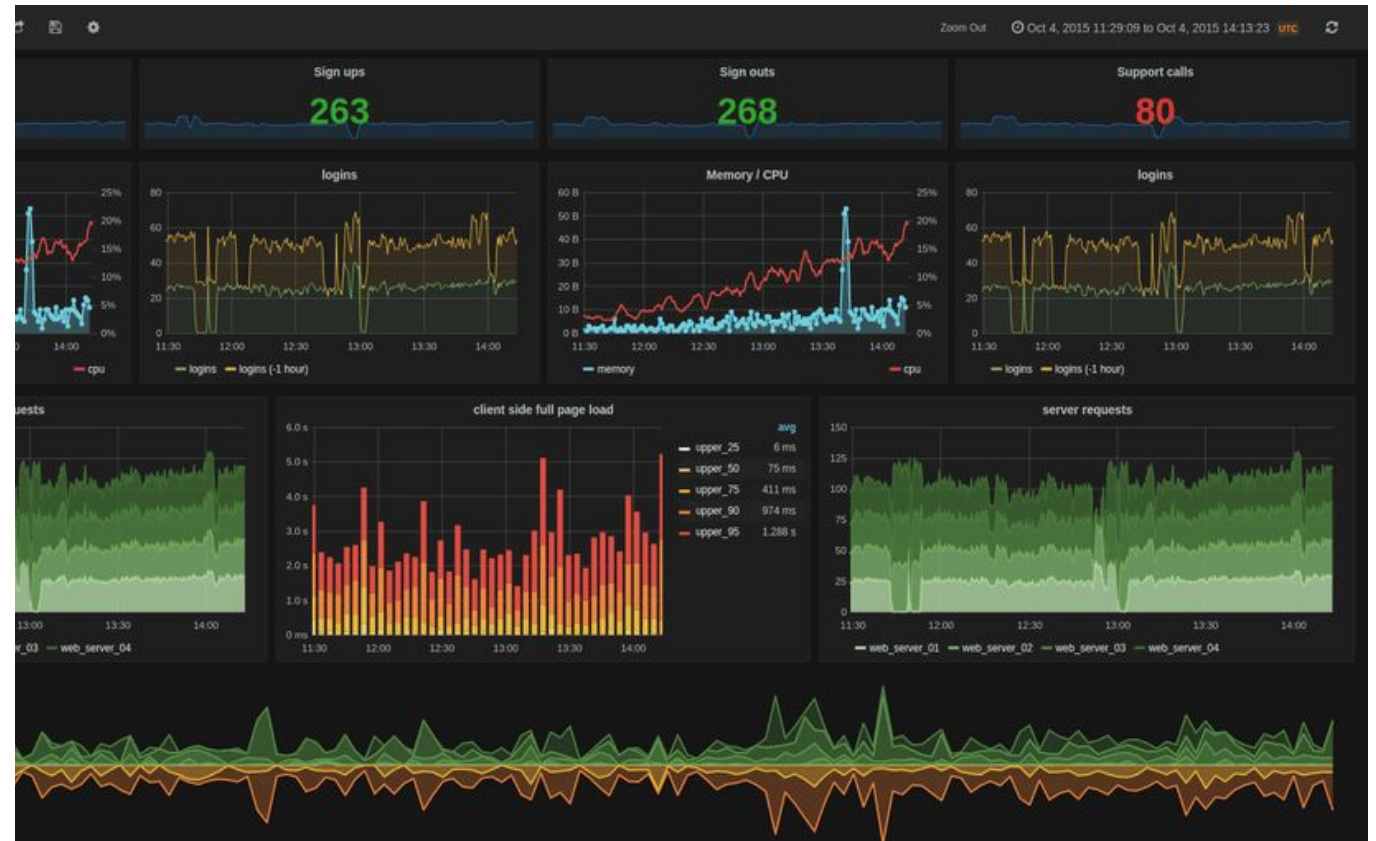 Zoom Out Oct 4, 2015 11:29:09 to Oct 4, 2015 14:13:23 UTC
Sign ups
263
Sign outs
268
Support calls
80
25%
20%
15%
10%
5%
0%
14:00
cpu
logins
80
60
40
20
0
11:30 12:00 12:30 13:00 13:30 14:00
logins logins (-1 hour)
Memory / CPU
60 B
50 B
40 B
30 B
20 B
10 B
0 B
25%
20%
15%
10%
5%
0%
11:30 12:00 12:30 13:00 13:30 14:00
memory cpu
logins
80
60
40
20
0
11:30 12:00 12:30 13:00 13:30 14:00
logins logins (-1 hour)
uests
13:00 13:30 14:00
er_03 web_server_04
client side full page load
6.0 s
5.0 s
4.0 s
3.0 s
2.0 s
1.0 s
0 ms
11:30 12:00 12:30 13:00 13:30 14:00
avg
upper_25 6 ms
upper_50 75 ms
upper_75 411 ms
upper_90 974 ms
upper_95 1.288 s
server requests
150
125
100
75
50
25
0
11:30 12:00 12:30 13:00 13:30 14:00
web_server_01 web_server_02 web_server_03 web_server_04